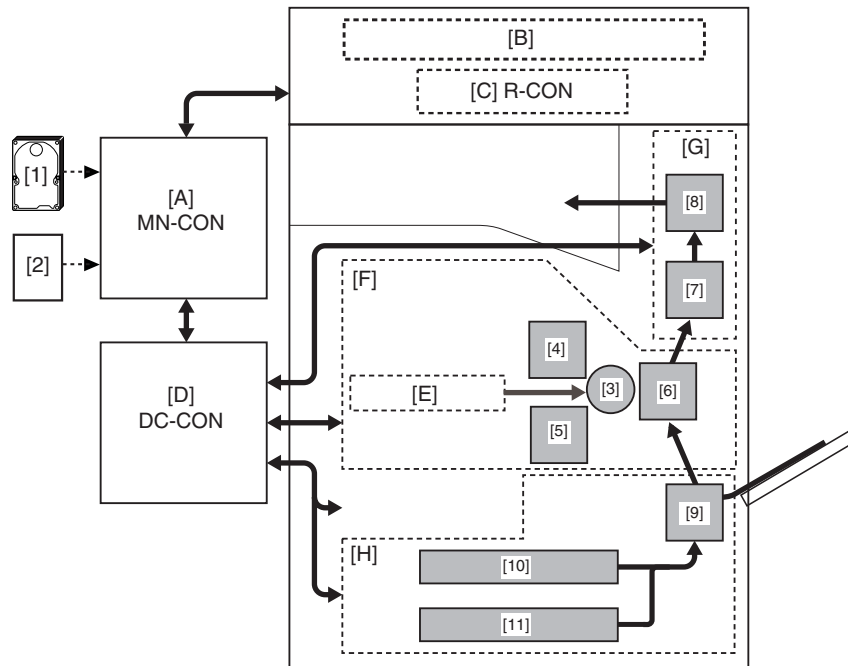 [B]
[C] R-CON
[1]
[A]
MN-CON
[G]
[8]
[2]
[F]
[7]
[4]
[3]
[6]
[D]
DC-CON
[E]
[5]
[9]
[H]
[10]
[11]